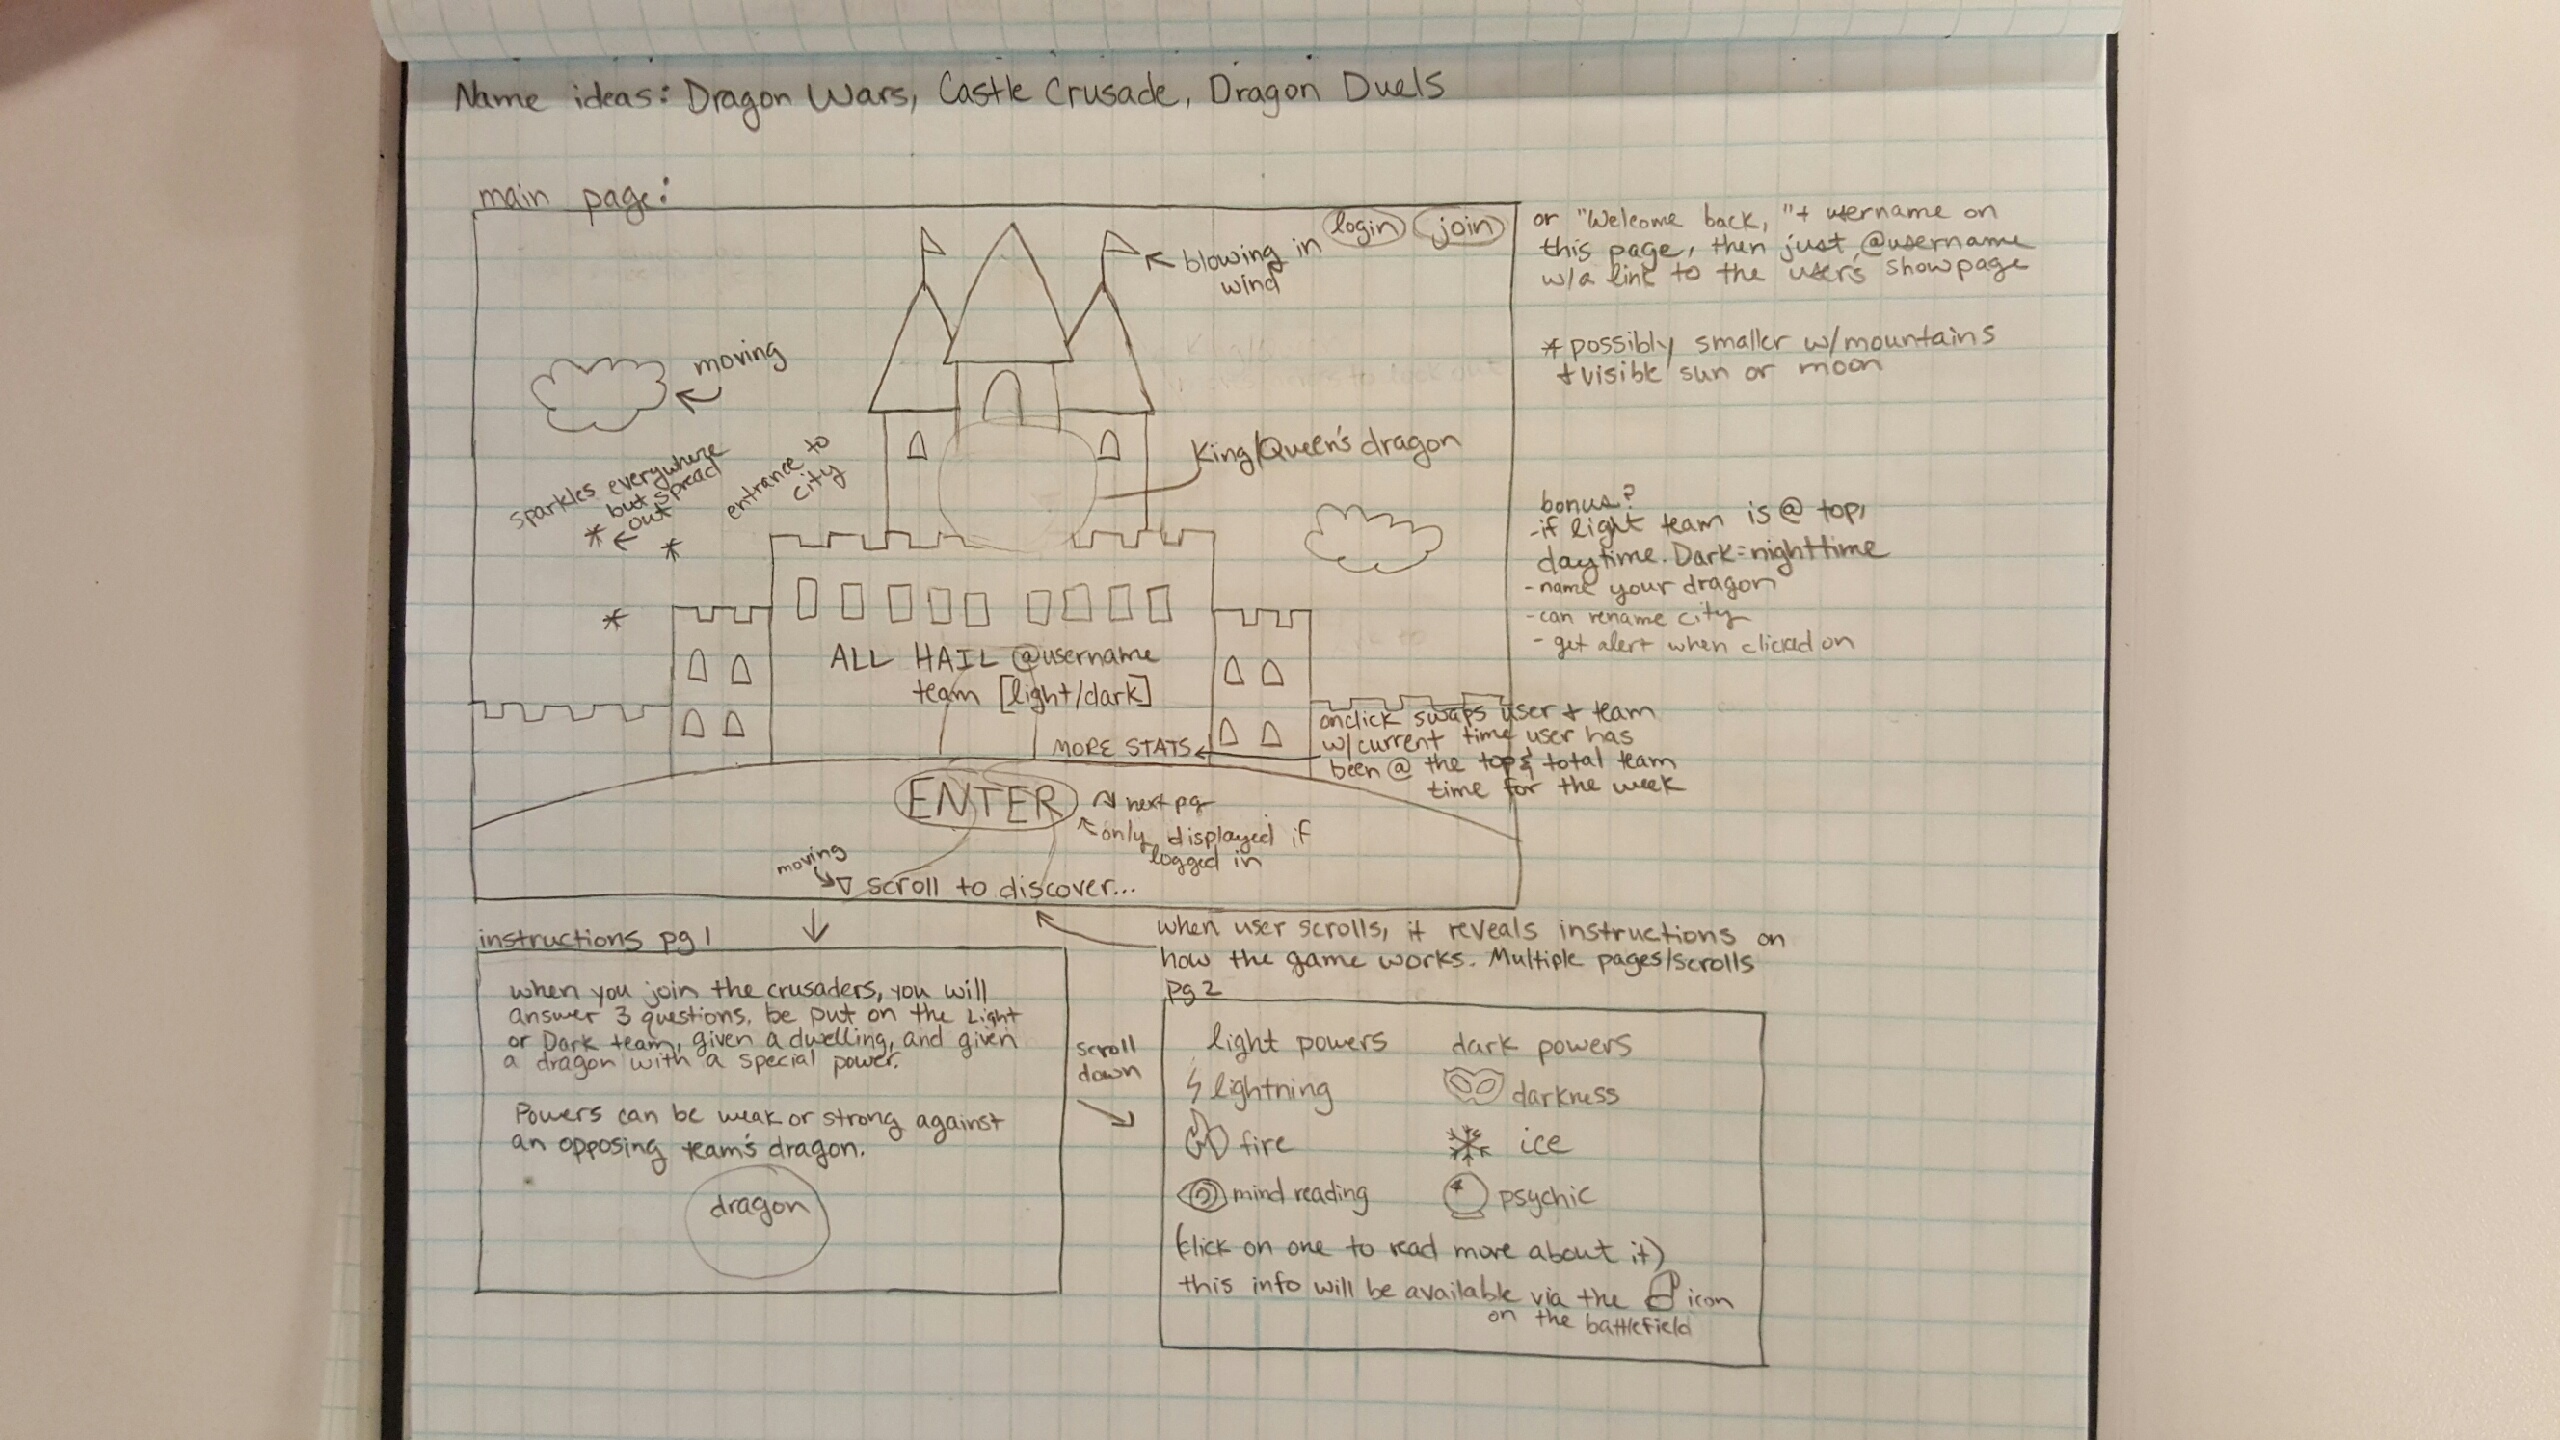 Name ideas: Dragon Wars, Castle Crusade, Dragon Duels
main page:
login
join
blowing in
wind
or "Welcome back, "+ username on
this page, then just @username
w/a link to the user's showpage
*possibly smaller w/mountains
+visible sun or moon
moving
King/Queen's dragon
sparkles everywhere
but spread
out
entrance to
city
bonus?
-if light team is @ top,
daytime. Dark=nighttime
-name your dragon
-can rename city
- get alert when clicked on
ALL HAIL @username
team [light/dark]
MORE STATS
onclick swaps user + team
w/current time user has
been @ the top & total team
time for the week
ENTER
next pg
only displayed if
logged in
moving
scroll to discover...
when user scrolls, it reveals instructions on
how the game works. Multiple pages/scrolls
instructions pg 1
when you join the crusaders, you will
answer 3 questions, be put on the Light
or Dark team, given a dwelling, and given
a dragon with a special power.
Powers can be weak or strong against
an opposing team's dragon.
dragon
scroll
down
pg 2
light powers
dark powers
lightning
darkness
fire
ice
mind reading
psychic
(click on one to read more about it)
this info will be available via the icon
on the battlefield